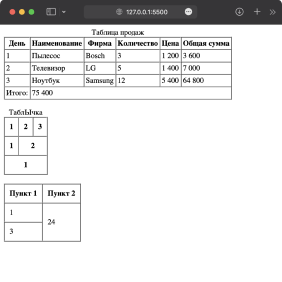 127.0.0.1:5500
Таблица продаж
День Наименование Фирма Количество Цена Общая сумма
1 Пылесос Bosch 3 1 200 3 600
2 Телевизор LG 5 1 400 7 000
3 Ноутбук Samsung 12 5 400 64 800
Итого: 75 400
ТаблЫчка
1 2 3
1 2
1
Пункт 1 Пункт 2
1 24
3